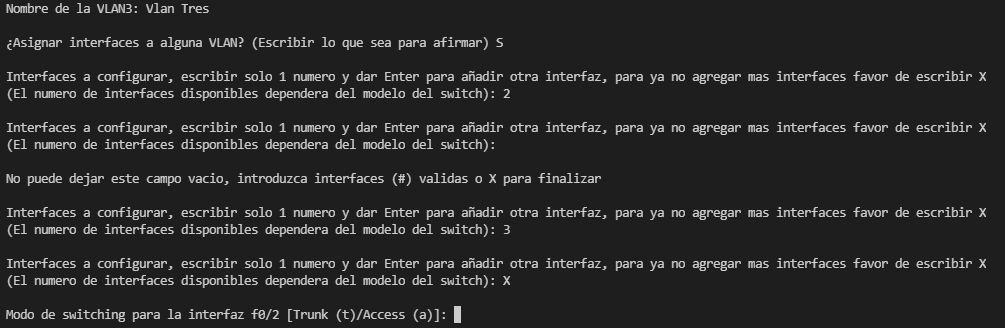 Nombre de la VLAN3: Vlan Tres
¿Asignar interfaces a alguna VLAN? (Escribir lo que sea para afirmar) S
Interfaces a configurar, escribir solo 1 numero y dar Enter para añadir otra interfaz, para ya no agregar mas interfaces favor de escribir X
(El numero de interfaces disponibles dependera del modelo del switch): 2
Interfaces a configurar, escribir solo 1 numero y dar Enter para añadir otra interfaz, para ya no agregar mas interfaces favor de escribir X
(El numero de interfaces disponibles dependera del modelo del switch):
No puede dejar este campo vacio, introduzca interfaces (#) validas o X para finalizar
Interfaces a configurar, escribir solo 1 numero y dar Enter para añadir otra interfaz, para ya no agregar mas interfaces favor de escribir X
(El numero de interfaces disponibles dependera del modelo del switch): 3
Interfaces a configurar, escribir solo 1 numero y dar Enter para añadir otra interfaz, para ya no agregar mas interfaces favor de escribir X
(El numero de interfaces disponibles dependera del modelo del switch): X
Modo de switching para la interfaz f0/2 [Trunk (t)/Access (a)]: